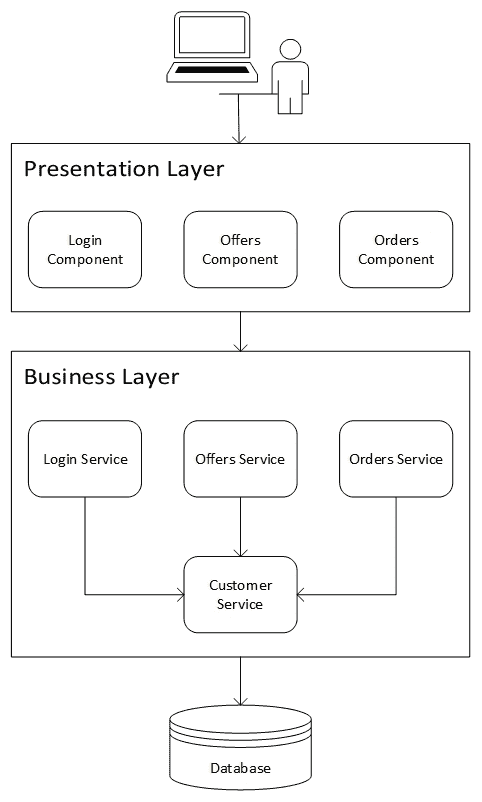 Presentation Layer
Login
Component
Offers
Component
Orders
Component
Business Layer
Login Service
Offers Service
Orders Service
Customer
Service
Database